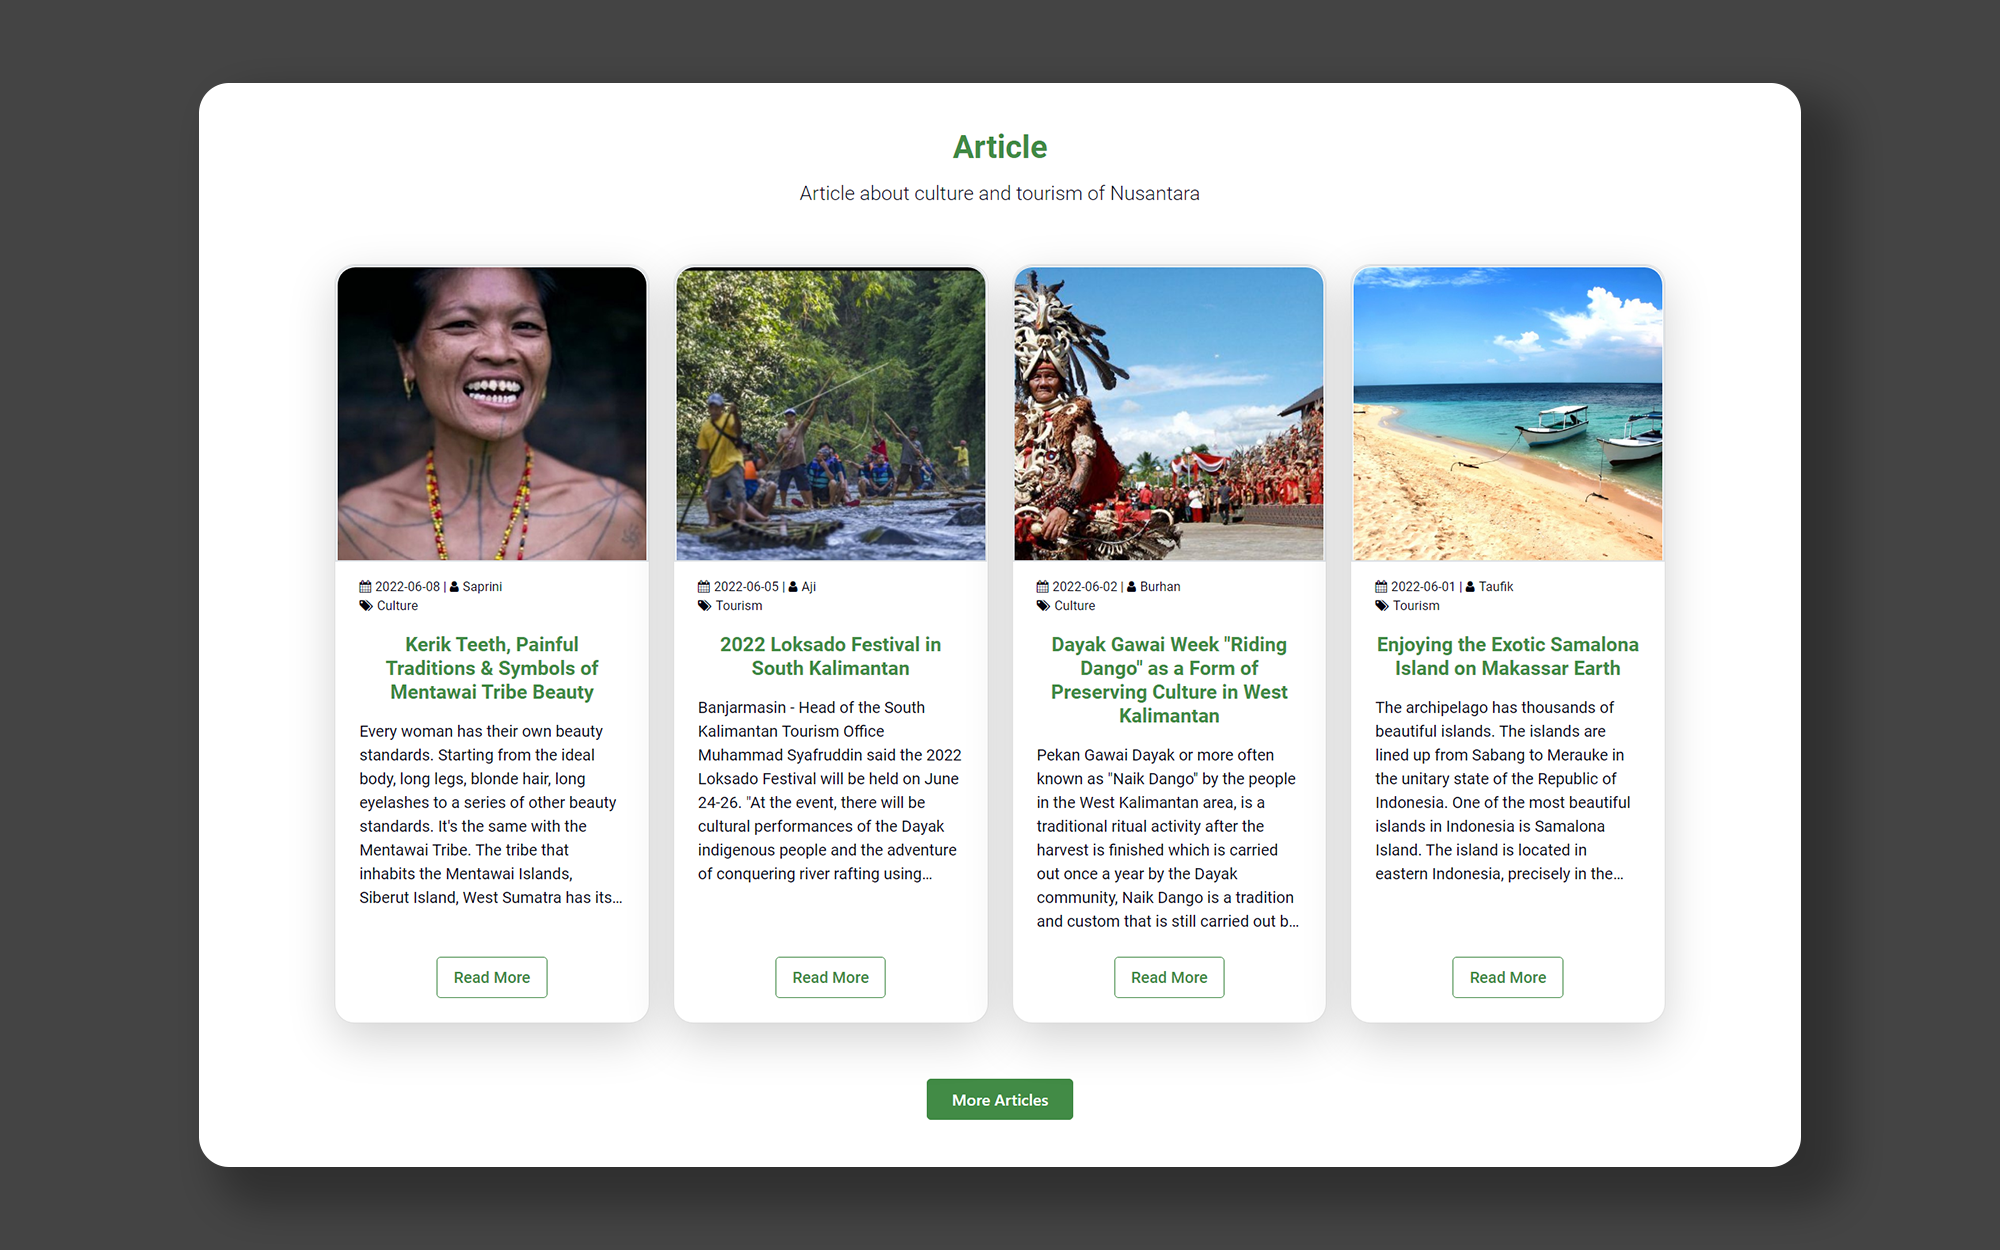 Article
Article about culture and tourism of Nusantara
2022-06-08 | Saprini
Culture
Kerik Teeth, Painful
Traditions & Symbols of
Mentawai Tribe Beauty
Every woman has their own beauty
standards. Starting from the ideal
body, long legs, blonde hair, long
eyelashes to a series of other beauty
standards. It's the same with the
Mentawai Tribe. The tribe that
inhabits the Mentawai Islands,
Siberut Island, West Sumatra has its...
Read More
2022-06-05 | Aji
Tourism
2022 Loksado Festival in
South Kalimantan
Banjarmasin - Head of the South
Kalimantan Tourism Office
Muhammad Syafruddin said the 2022
Loksado Festival will be held on June
24-26. "At the event, there will be
cultural performances of the Dayak
indigenous people and the adventure
of conquering river rafting using...
Read More
2022-06-02 | Burhan
Culture
Dayak Gawai Week "Riding
Dango" as a Form of
Preserving Culture in West
Kalimantan
Pekan Gawai Dayak or more often
known as "Naik Dango" by the people
in the West Kalimantan area, is a
traditional ritual activity after the
harvest is finished which is carried
out once a year by the Dayak
community, Naik Dango is a tradition
and custom that is still carried out b...
Read More
2022-06-01 | Taufik
Tourism
Enjoying the Exotic Samalona
Island on Makassar Earth
The archipelago has thousands of
beautiful islands. The islands are
lined up from Sabang to Merauke in
the unitary state of the Republic of
Indonesia. One of the most beautiful
islands in Indonesia is Samalona
Island. The island is located in
eastern Indonesia, precisely in the...
Read More
More Articles